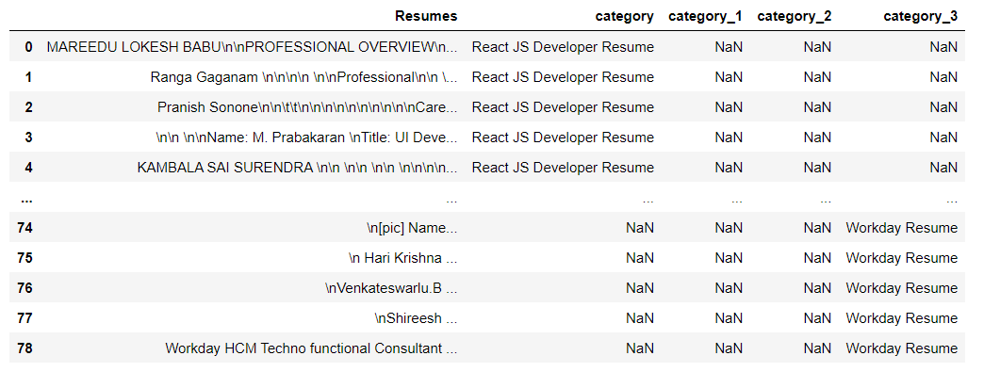 Resumes category category_1 category_2 category_3
0 MAREEDU LOKESH BABU\n\nPROFESSIONAL OVERVIEW\n... React JS Developer Resume NaN NaN NaN
1 Ranga Gaganam \n\n\n\n \n\nProfessional\n\n \... React JS Developer Resume NaN NaN NaN
2 Pranish Sonone\n\n\t\t\n\n\n\n\n\n\n\n\n\nCare... React JS Developer Resume NaN NaN NaN
3 \n\n \n\nName: M. Prabakaran \nTitle: UI Deve... React JS Developer Resume NaN NaN NaN
4 KAMBALA SAI SURENDRA \n\n \n\n \n\n \n\n\n\n... React JS Developer Resume NaN NaN NaN
... ... ... ... ... ...
74 \n[pic] Name... NaN NaN NaN Workday Resume
75 \n Hari Krishna ... NaN NaN NaN Workday Resume
76 \nVenkateswarlu.B ... NaN NaN NaN Workday Resume
77 \nShireesh ... NaN NaN NaN Workday Resume
78 Workday HCM Techno functional Consultant ... NaN NaN NaN Workday Resume